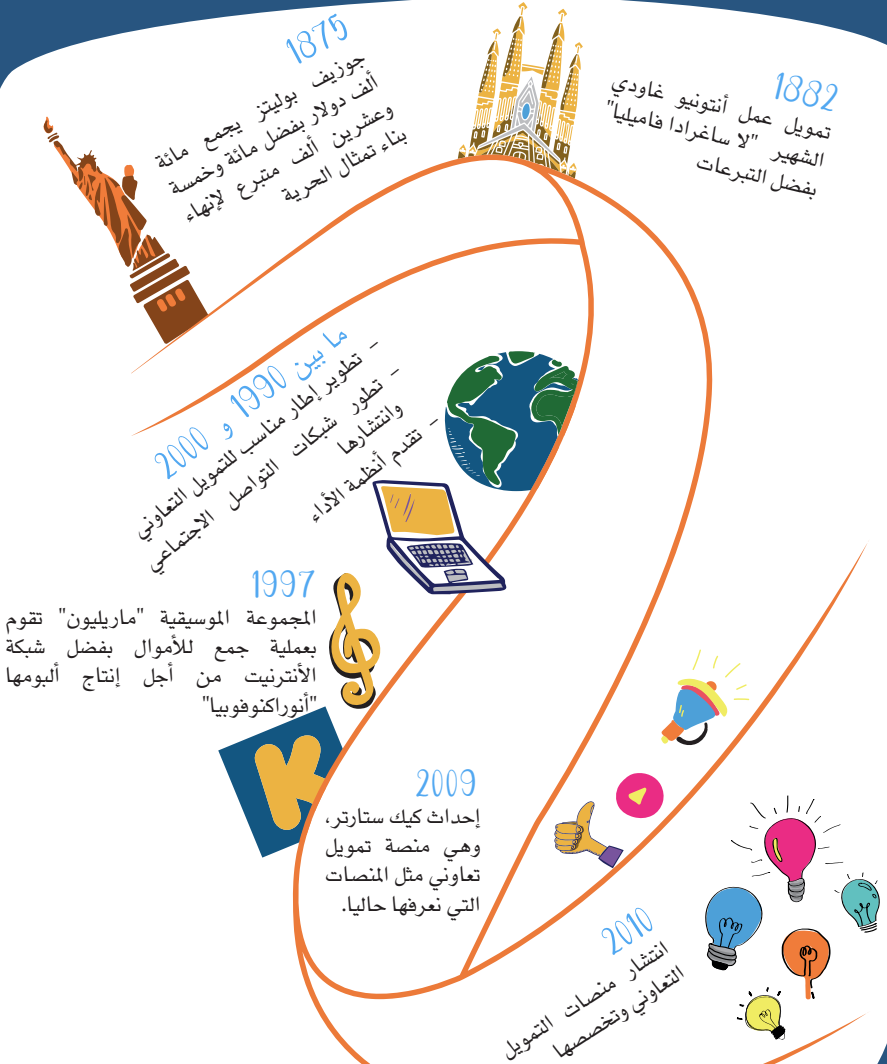 1875
جوزيف بوليتز يجمع مائة
ألف دولار بفضل مائة وخمسة
وعشرين ألف متبرع لإنهاء
بناء تمثال الحرية
1882
تمويل عمل أنتونيو غاودي
الشهير "لا ساغرادا فاميليا"
بفضل التبرعات
ما بين 1990 و 2000
- تطوير إطار مناسب للتمويل التعاوني
- تطور شبكات التواصل الاجتماعي
وانتشارها
- تقدم أنظمة الأداء
1997
المجموعة الموسيقية "ماريليون" تقوم
بعملية جمع للأموال بفضل شبكة
الأنترنيت من أجل إنتاج ألبومها
"أنوراكنوفوبيا"
K
2009
إحداث كيك ستارتر،
وهي منصة تمويل
تعاوني مثل المنصات
التي نعرفها حاليا.
2010
انتشار منصات التمويل
التعاوني وتخصصها